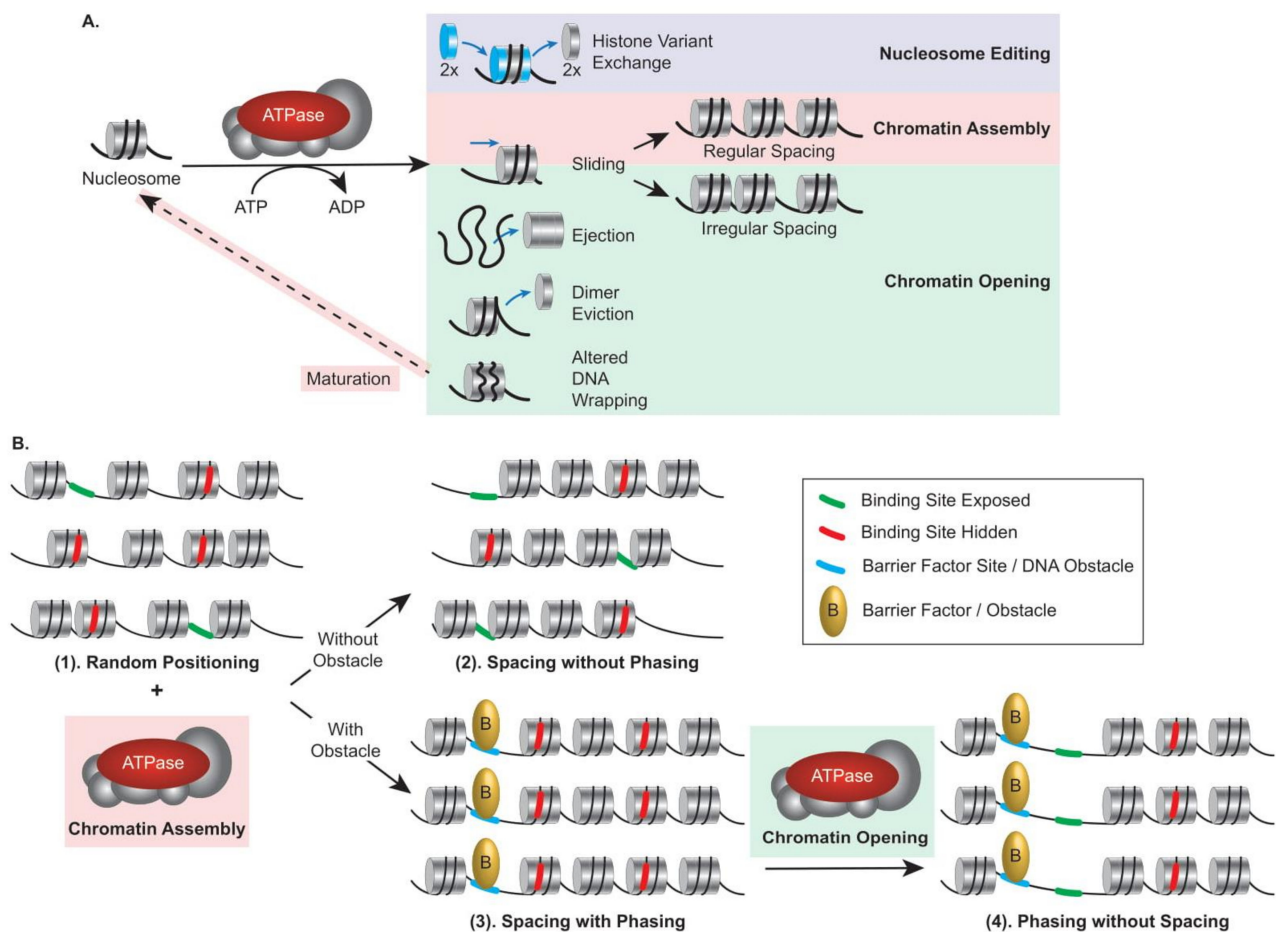 A.
ATPase
Nucleosome
ATP
ADP
Maturation
2x
2x
Histone Variant
Exchange
Nucleosome Editing
Sliding
Regular Spacing
Chromatin Assembly
Irregular Spacing
Ejection
Dimer
Eviction
Altered
DNA
Wrapping
Chromatin Opening
B.
(1). Random Positioning
+
ATPase
Chromatin Assembly
Without
Obstacle
With
Obstacle
(2). Spacing without Phasing
Binding Site Exposed
Binding Site Hidden
Barrier Factor Site / DNA Obstacle
B
Barrier Factor / Obstacle
B
B
B
(3). Spacing with Phasing
ATPase
Chromatin Opening
B
B
B
(4). Phasing without Spacing